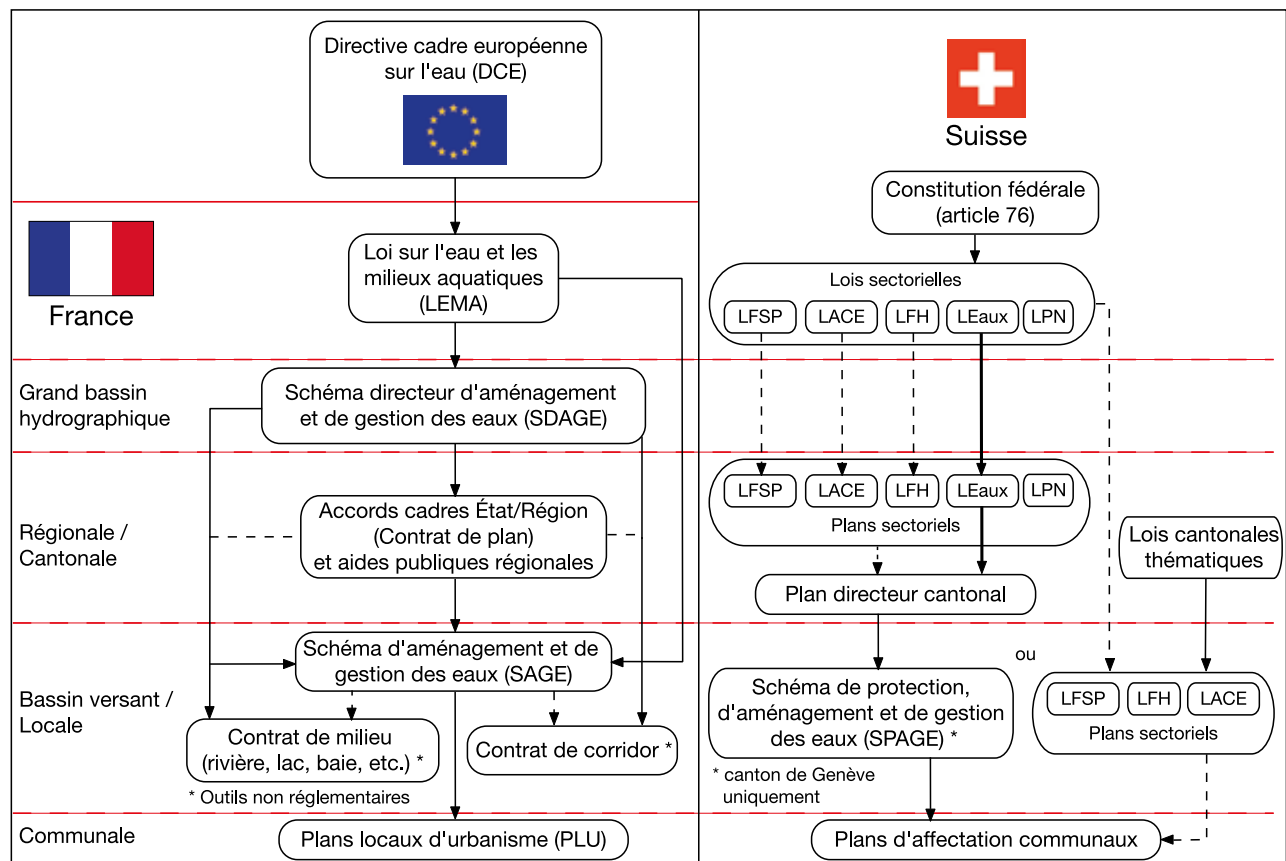 Directive cadre européenne
sur l'eau (DCE)
France
Loi sur l'eau et les
milieux aquatiques
(LEMA)
Grand bassin
hydrographique
Schéma directeur d'aménagement
et de gestion des eaux (SDAGE)
Régionale /
Cantonale
Accords cadres État/Région
(Contrat de plan)
et aides publiques régionales
Bassin versant /
Locale
Schéma d'aménagement et de
gestion des eaux (SAGE)
Contrat de milieu
(rivière, lac, baie, etc.) *
Contrat de corridor *
* Outils non réglementaires
Communale
Plans locaux d'urbanisme (PLU)
Suisse
Constitution fédérale
(article 76)
Lois sectorielles
LFSP LACE LFH LEaux LPN
LFSP LACE LFH LEaux LPN
Plans sectoriels
Lois cantonales
thématiques
Plan directeur cantonal
ou
Schéma de protection,
d'aménagement et de gestion
des eaux (SPAGE) *
LFSP LFH LACE
Plans sectoriels
* canton de Genève
uniquement
Plans d'affectation communaux